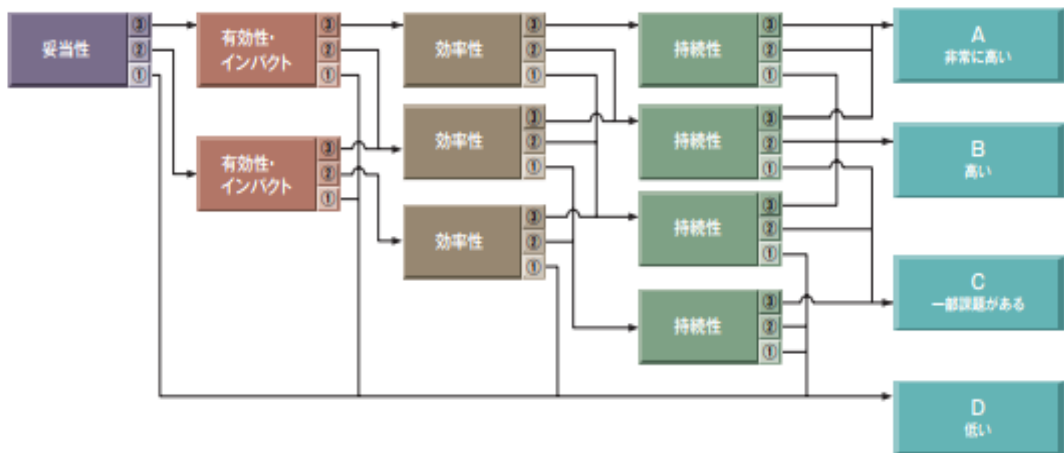 妥当性
③
②
①
有効性・
インパクト
③
②
①
有効性・
インパクト
③
②
①
効率性
③
②
①
効率性
③
②
①
効率性
③
②
①
持続性
③
②
①
持続性
③
②
①
持続性
③
②
①
持続性
③
②
①
A
非常に高い
B
高い
C
一部課題がある
D
低い